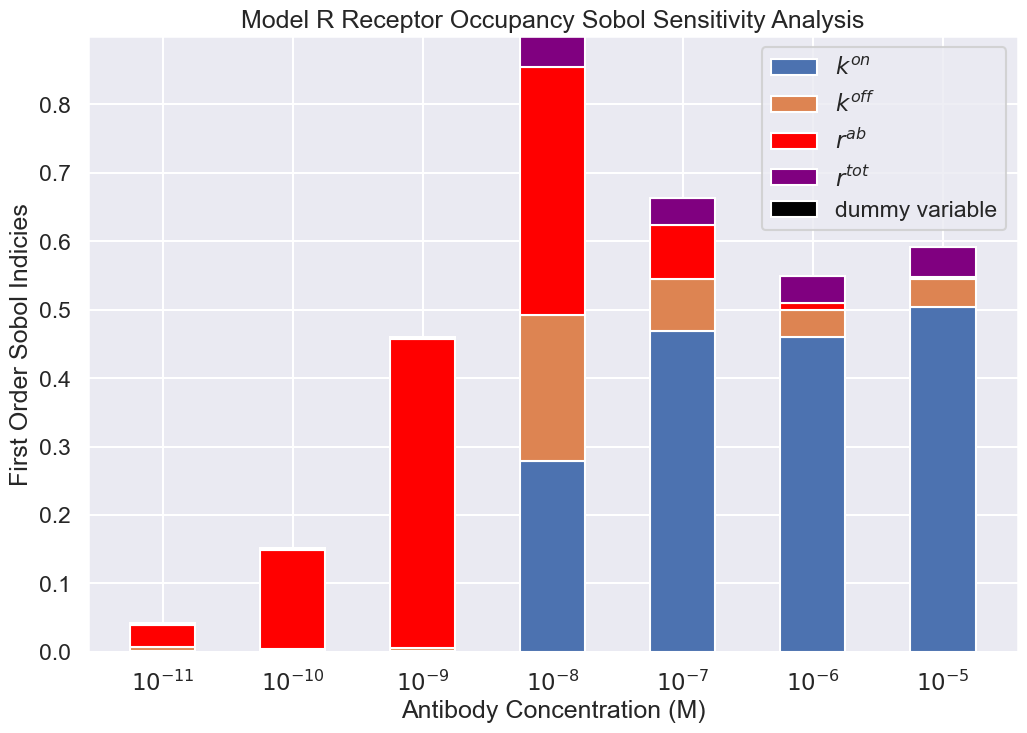 Model R Receptor Occupancy Sobol Sensitivity Analysis
First Order Sobol Indicies
0.8
0.7
0.6
0.5
0.4
0.3
0.2
0.1
0.0
k^{on}
k^{off}
r^{ab}
r^{tot}
dummy variable
10^{-11} 10^{-10} 10^{-9} 10^{-8} 10^{-7} 10^{-6} 10^{-5}
Antibody Concentration (M)